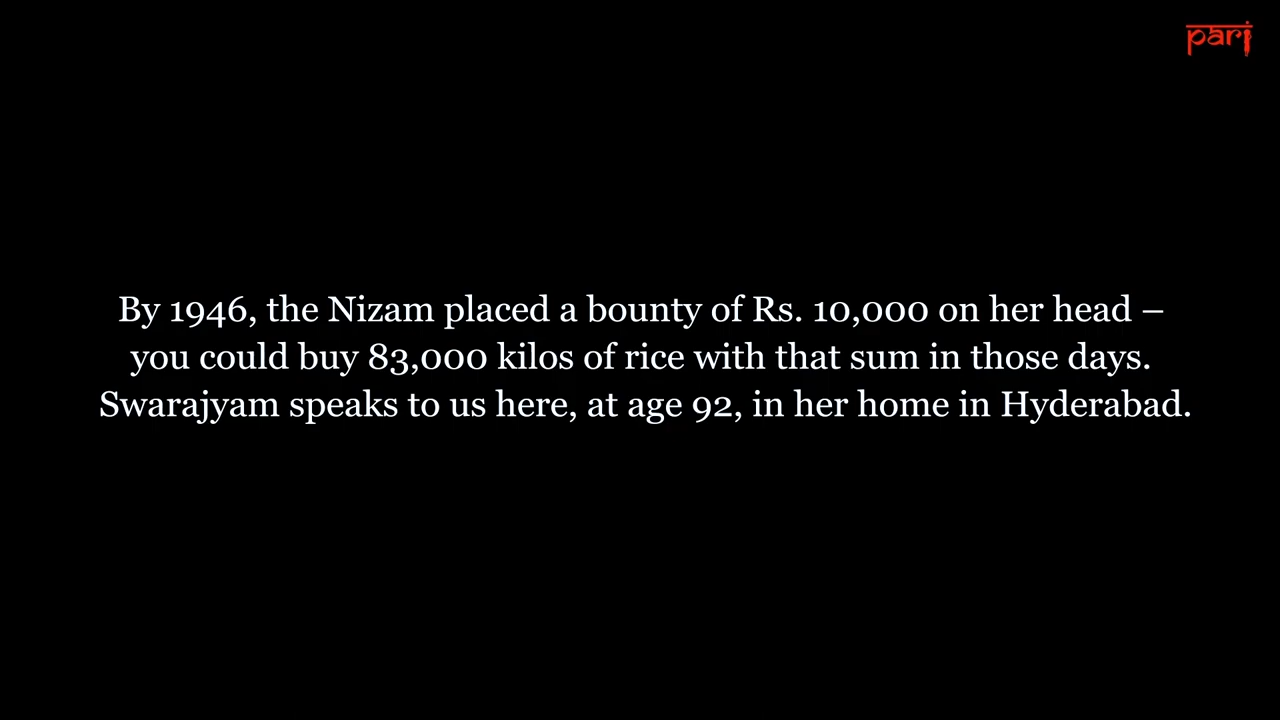 pari
By 1946, the Nizam placed a bounty of Rs. 10,000 on her head –
you could buy 83,000 kilos of rice with that sum in those days.
Swarajyam speaks to us here, at age 92, in her home in Hyderabad.